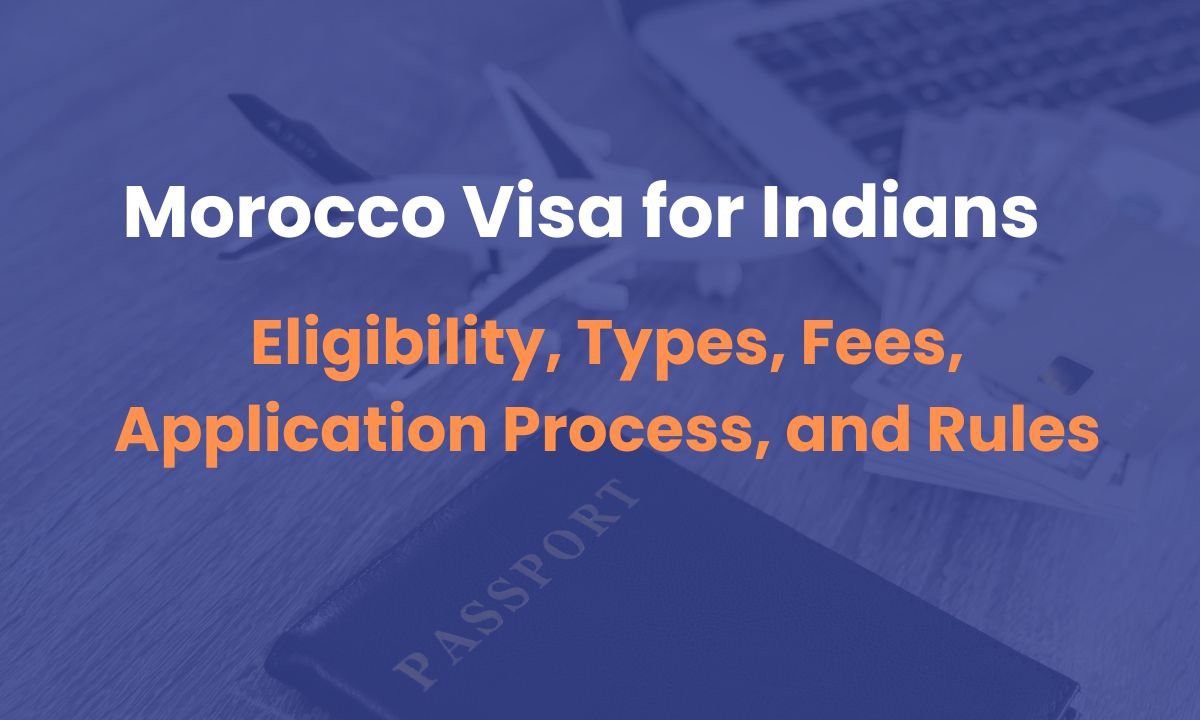 Morocco Visa for Indians
Eligibility, Types, Fees,
Application Process, and Rules
PASSPORT